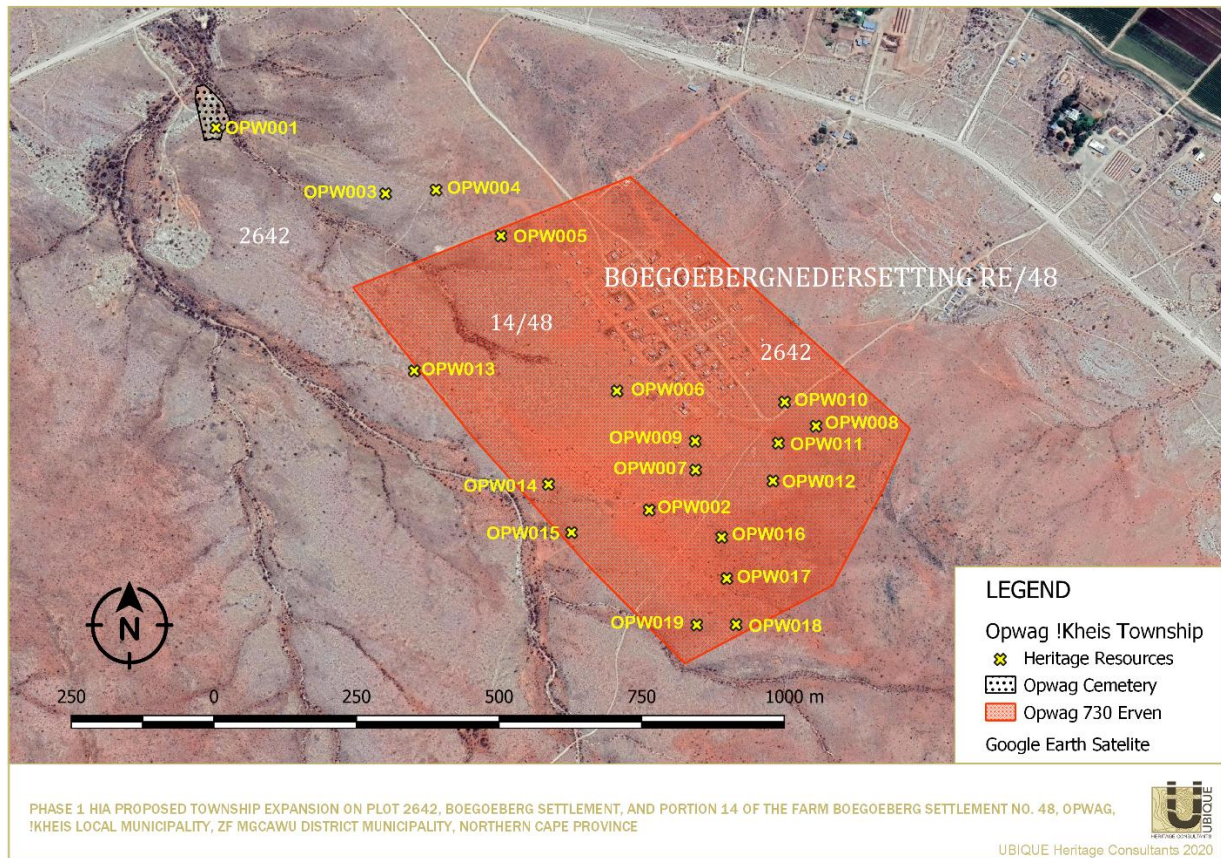 OPW001
OPW003
OPW004
2642
OPW005
BOEGOEBERGNEDERSETTING RE/48
14/48
2642
OPW013
OPW006
OPW010
OPW008
OPW009
OPW011
OPW007
OPW012
OPW014
OPW002
OPW015
OPW016
OPW017
OPW019
OPW018
N
250 0 250 500 750 1000 m
LEGEND
Opwag !Kheis Township
Heritage Resources
Opwag Cemetery
Opwag 730 Erven
Google Earth Satelite
PHASE 1 HIA PROPOSED TOWNSHIP EXPANSION ON PLOT 2642, BOEGOEBERG SETTLEMENT, AND PORTION 14 OF THE FARM BOEGOEBERG SETTLEMENT NO. 48, OPWAG,
!KHEIS LOCAL MUNICIPALITY, ZF MGCAWU DISTRICT MUNICIPALITY, NORTHERN CAPE PROVINCE
UBIQUE
HERITAGE CONSULTANTS
UBIQUE Heritage Consultants 2020